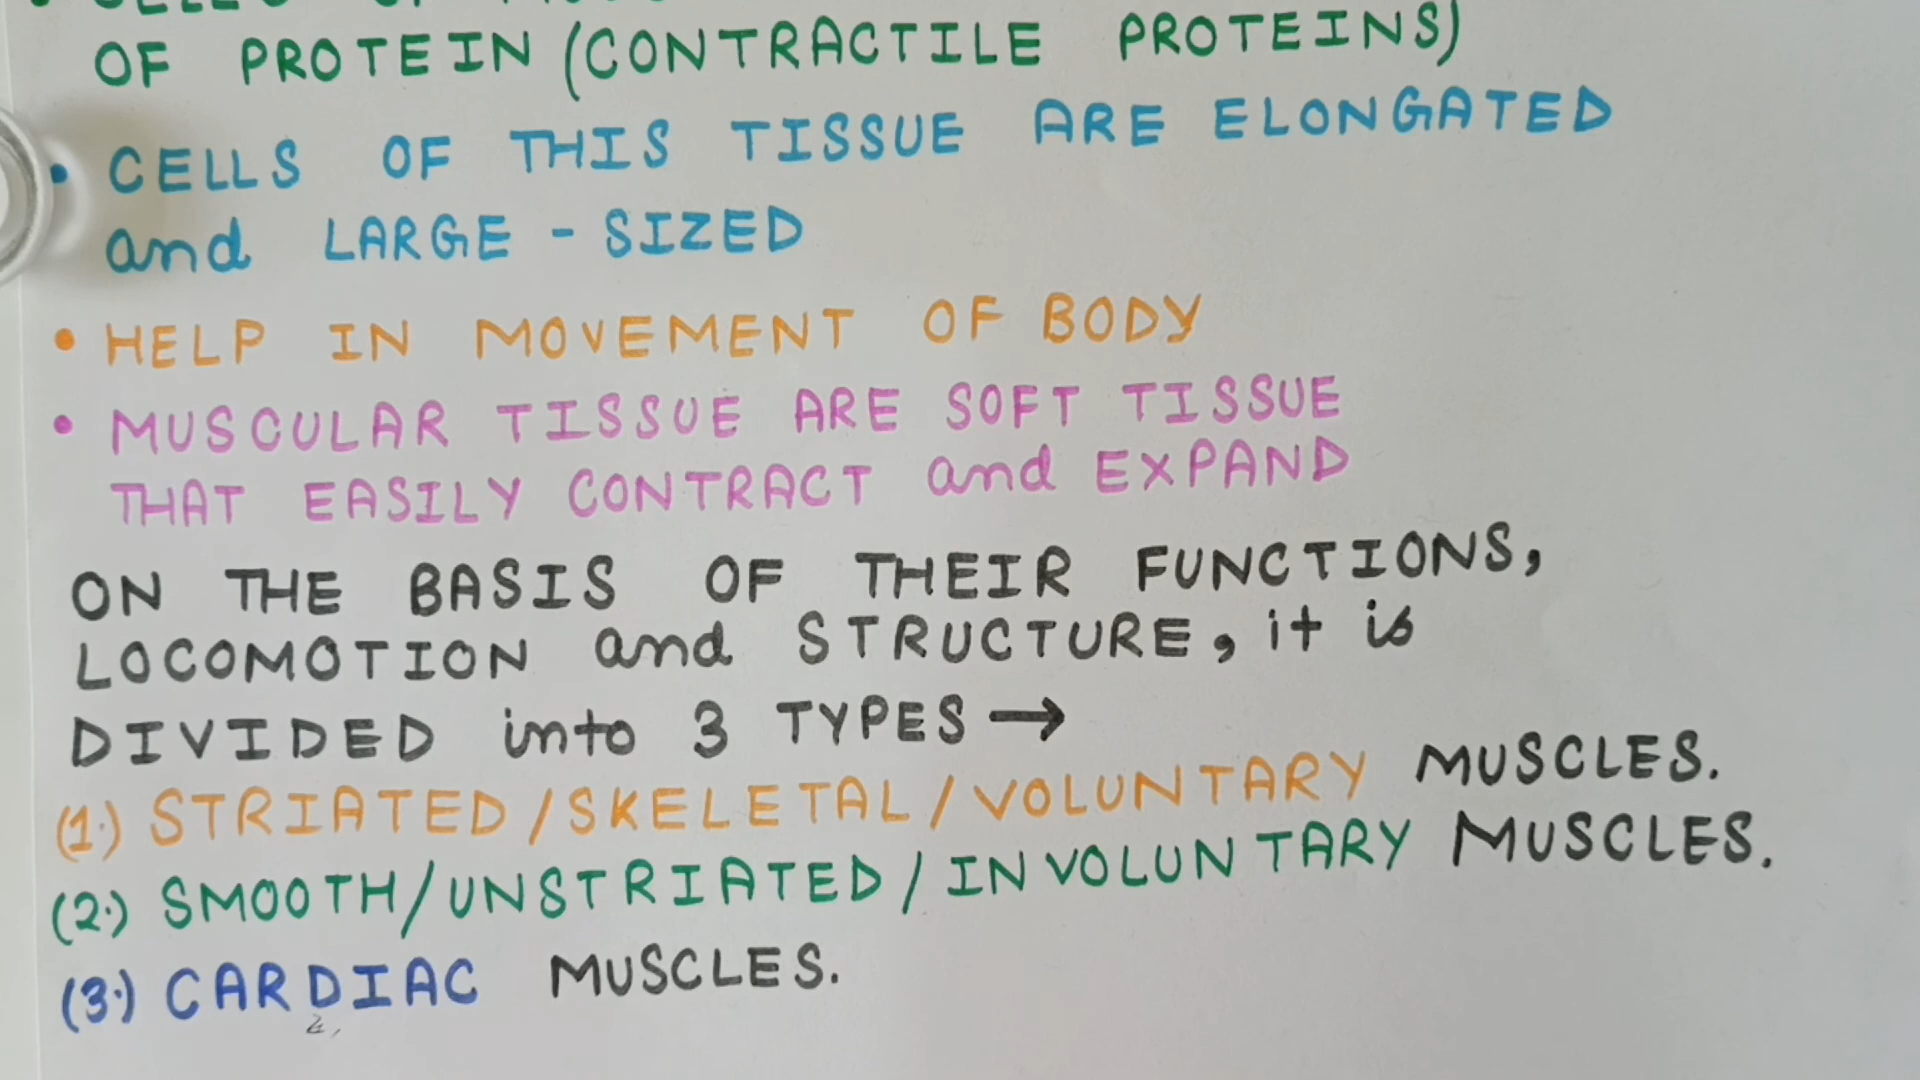 OF PROTEIN (CONTRACTILE PROTEINS)
• CELLS OF THIS TISSUE ARE ELONGATED
and LARGE - SIZED
• HELP IN MOVEMENT OF BODY
• MUSCULAR TISSUE ARE SOFT TISSUE
THAT EASILY CONTRACT and EXPAND
ON THE BASIS OF THEIR FUNCTIONS,
LOCOMOTION and STRUCTURE, it is
DIVIDED into 3 TYPES →
(1.) STRIATED/SKELETAL/VOLUNTARY MUSCLES.
(2.) SMOOTH/UNSTRIATED/INVOLUNTARY MUSCLES.
(3.) CARDIAC MUSCLES.